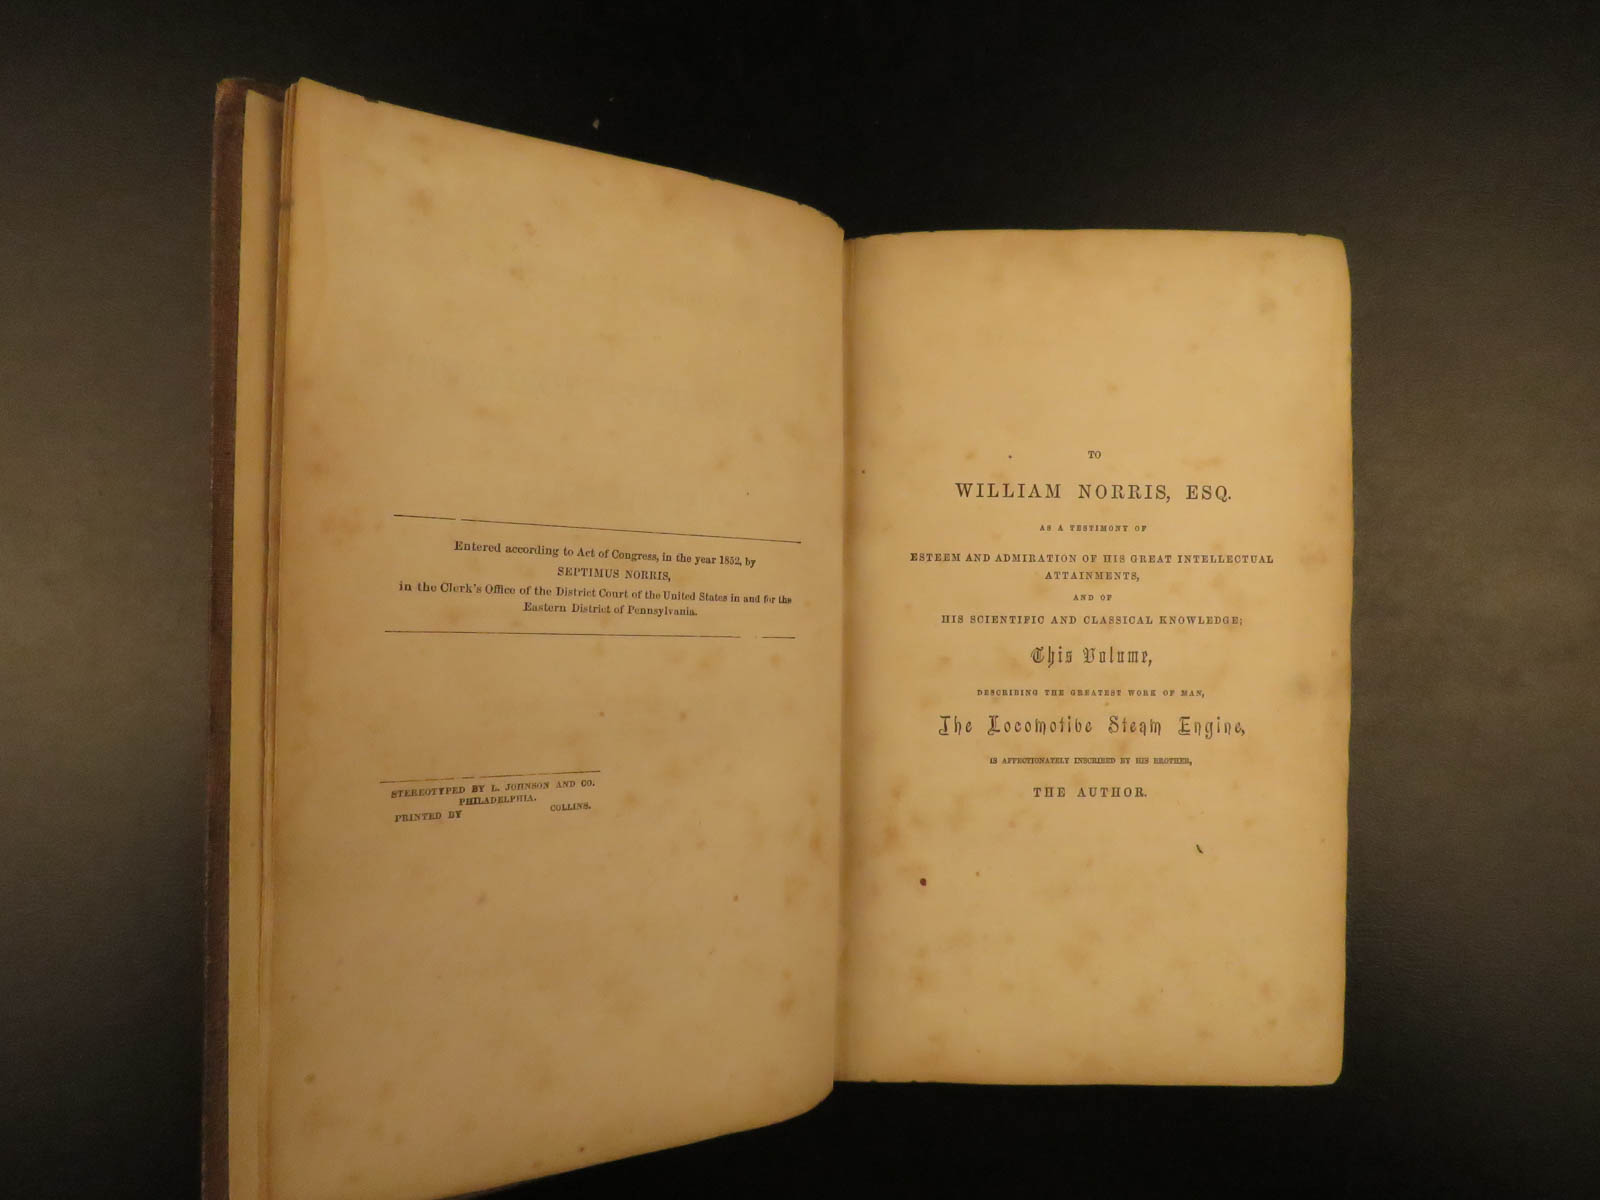 Entered according to Act of Congress, in the year 1852, by
SEPTIMUS NORRIS,
in the Clerk's Office of the District Court of the United States in and for the
Eastern District of Pennsylvania.
STEREOTYPED BY L. JOHNSON AND CO.
PHILADELPHIA.
PRINTED BY COLLINS.
TO
WILLIAM NORRIS, ESQ.
AS A TESTIMONY OF
ESTEEM AND ADMIRATION OF HIS GREAT INTELLECTUAL
ATTAINMENTS,
AND OF
HIS SCIENTIFIC AND CLASSICAL KNOWLEDGE;
This Volume,
DESCRIBING THE GREATEST WORK OF MAN,
The Locomotive Steam Engine,
IS AFFECTIONATELY INSCRIBED BY HIS BROTHER,
THE AUTHOR.